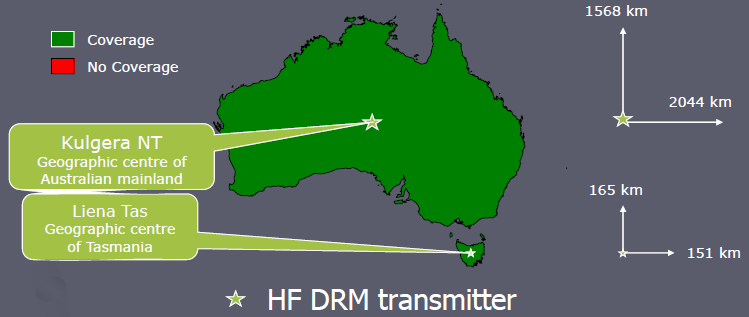 1568 km
Coverage
No Coverage
2044 km
Kulgera NT
Geographic centre of
Australian mainland
165 km
Liena Tas
Geographic centre
of Tasmania
151 km
HF DRM transmitter